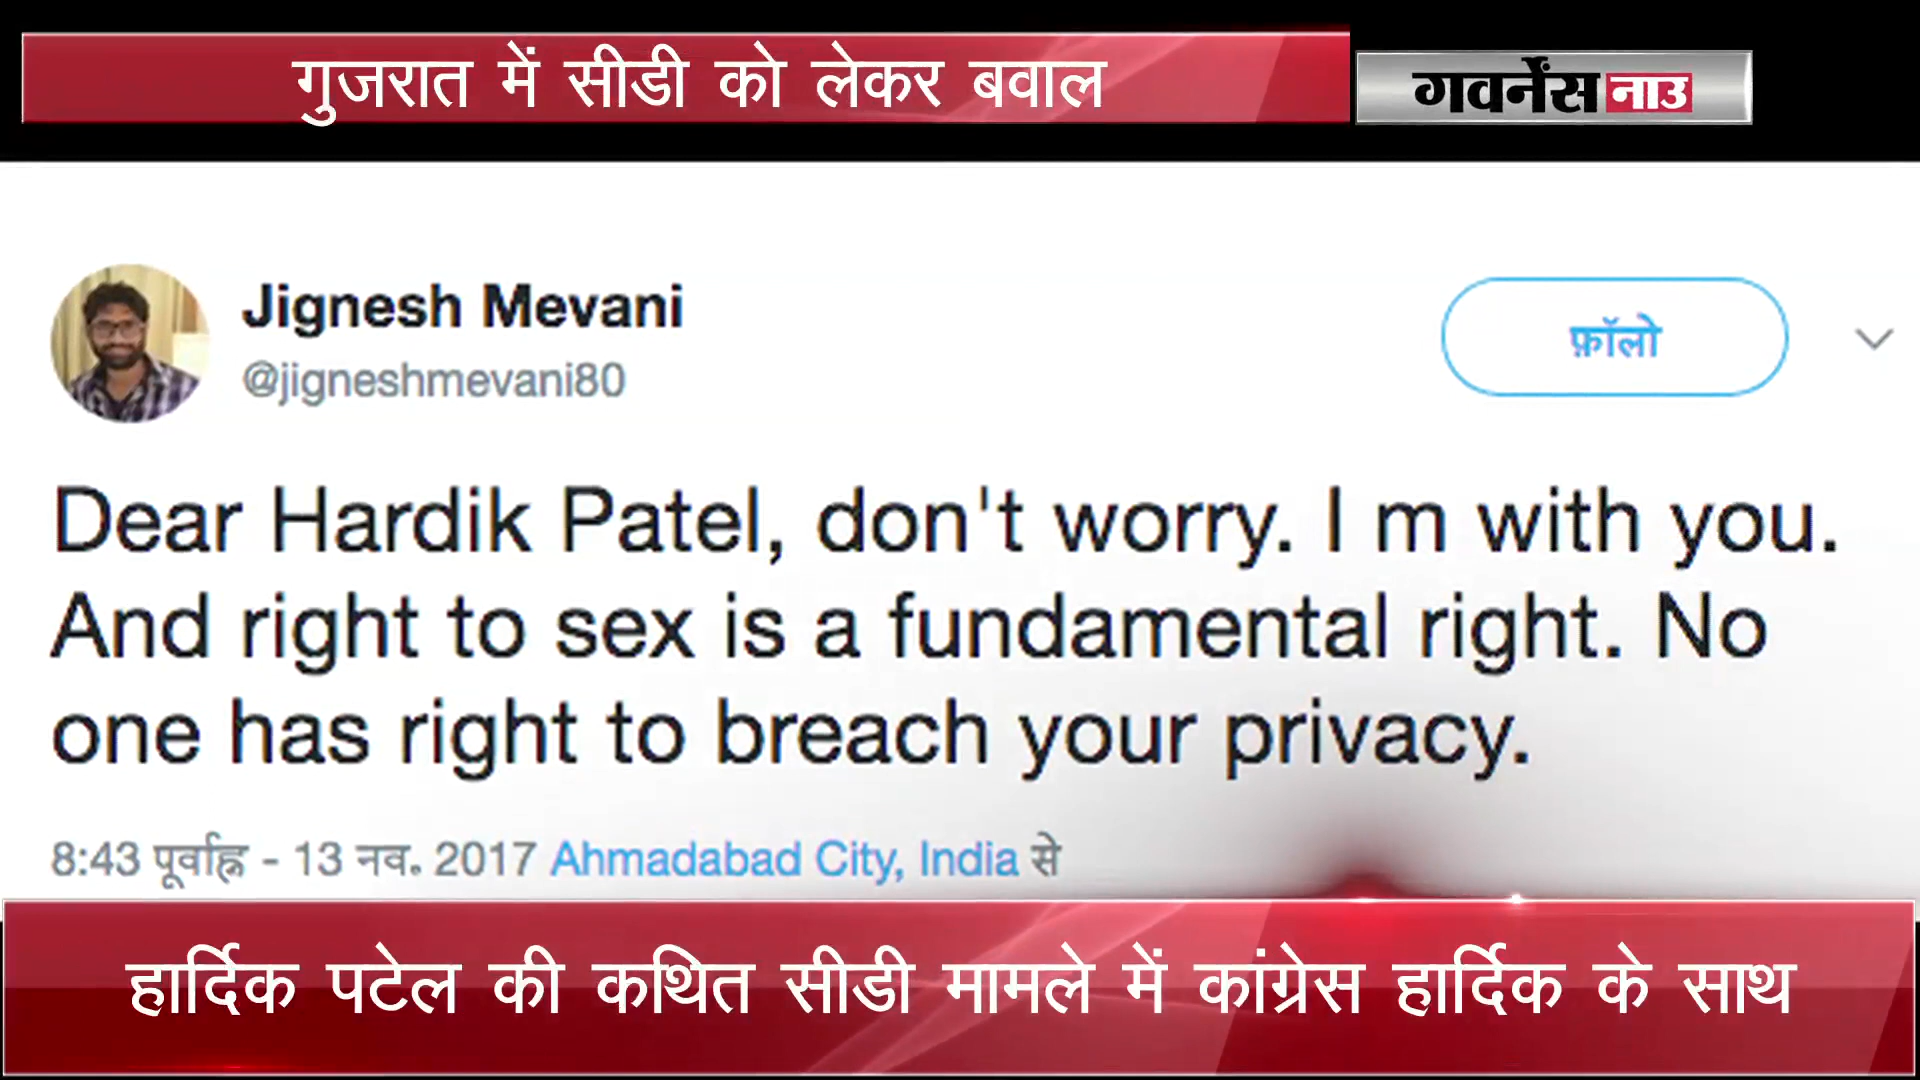 गुजरात में सीडी को लेकर बवाल
गवर्नेंस नाउ
Jignesh Mevani
@jigneshmevani80
फ़ॉलो
Dear Hardik Patel, don't worry. I m with you.
And right to sex is a fundamental right. No
one has right to breach your privacy.
8:43 पूर्वाह्न - 13 नव. 2017 Ahmadabad City, India से
हार्दिक पटेल की कथित सीडी मामले में कांग्रेस हार्दिक के साथ